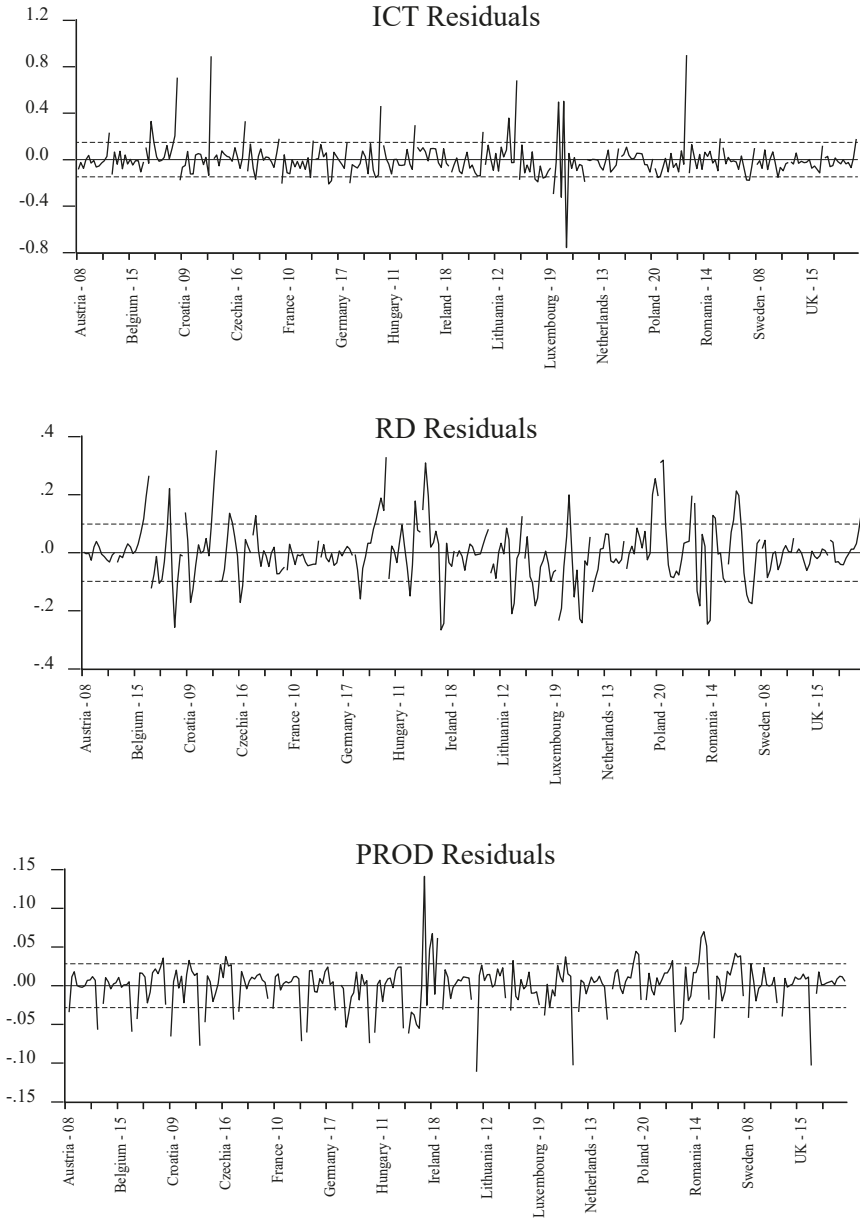 ICT Residuals
1.2
0.8
0.4
0.0
-0.4
-0.8
Austria - 08
Belgium - 15
Croatia - 09
Czechia - 16
France - 10
Germany - 17
Hungary - 11
Ireland - 18
Lithuania - 12
Luxembourg - 19
Netherlands - 13
Poland - 20
Romania - 14
Sweden - 08
UK - 15
RD Residuals
.4
.2
.0
-.2
-.4
Austria - 08
Belgium - 15
Croatia - 09
Czechia - 16
France - 10
Germany - 17
Hungary - 11
Ireland - 18
Lithuania - 12
Luxembourg - 19
Netherlands - 13
Poland - 20
Romania - 14
Sweden - 08
UK - 15
PROD Residuals
.15
.10
.05
.00
-.05
-.10
-.15
Austria - 08
Belgium - 15
Croatia - 09
Czechia - 16
France - 10
Germany - 17
Hungary - 11
Ireland - 18
Lithuania - 12
Luxembourg - 19
Netherlands - 13
Poland - 20
Romania - 14
Sweden - 08
UK - 15